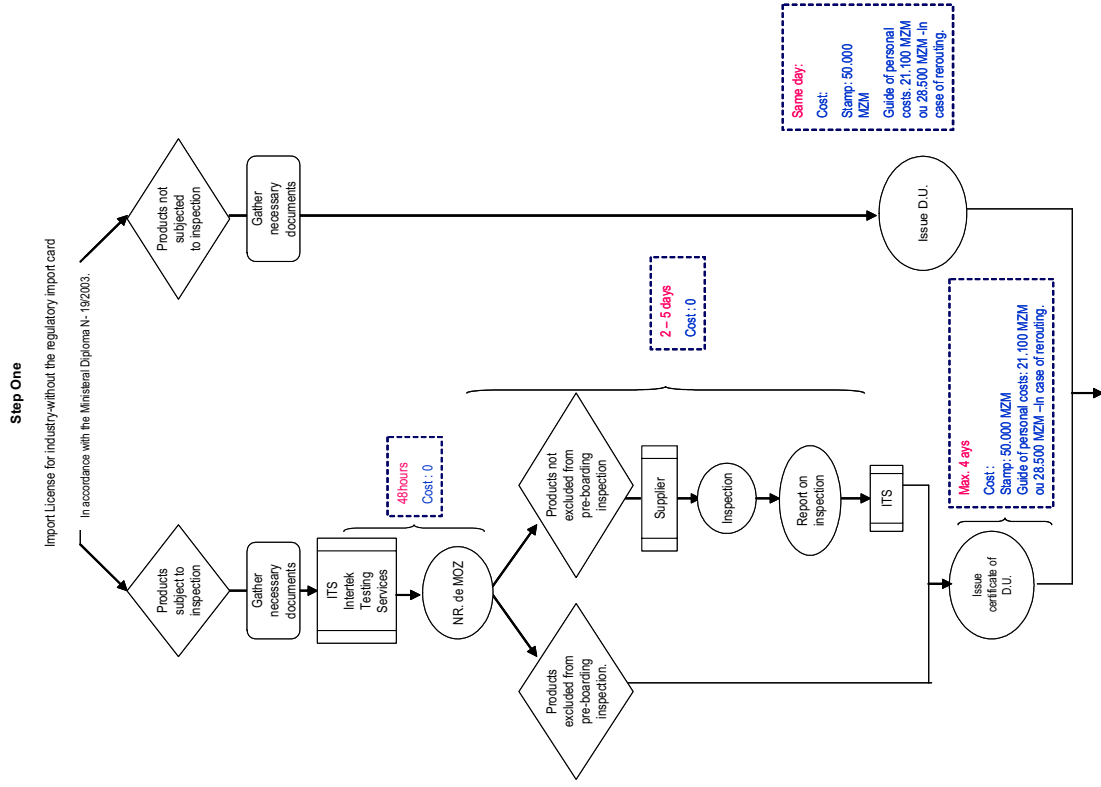 Step One
Import License for industry-without the regulatory import card
In accordance with the Ministeral Diploma N- 19/2003.
Products
subject to
inspection
Products not
subjected
to inspection
Gather
necessary
documents
Gather
necessary
documents
ITS
Intertek
Testing
Services
48hours
Cost : 0
NR. de MOZ
Products
excluded from
pre-boarding
inspection.
Products not
excluded from
pre-boarding
inspection
Supplier
Inspection
Report on
inspection
ITS
2 – 5 days
Cost : 0
Same day:
Cost:
Stamp: 50.000
MZM
Guide of personal
costs. 21.100 MZM
ou 28.500 MZM -In
case of rerouting.
Issue D.U.
Issue
certificate of
D.U.
Max. 4 ays
Cost :
Stamp: 50.000 MZM
Guide of personal costs: 21.100 MZM
ou 28.500 MZM –In case of rerouting.